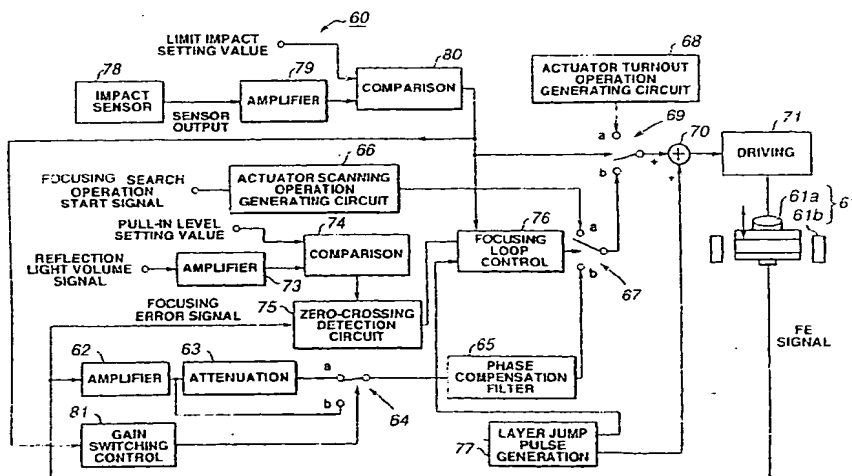 60
LIMIT IMPACT
SETTING VALUE
78
IMPACT
SENSOR
SENSOR
OUTPUT
79
AMPLIFIER
80
COMPARISON
68
ACTUATOR TURNOUT
OPERATION
GENERATING CIRCUIT
a
69
b
70
+
+
71
DRIVING
61a
61b
61
FOCUSING SEARCH
OPERATION
START SIGNAL
66
ACTUATOR SCANNING
OPERATION
GENERATING CIRCUIT
PULL-IN LEVEL
SETTING VALUE
74
COMPARISON
REFLECTION
LIGHT VOLUME
SIGNAL
AMPLIFIER
73
76
FOCUSING
LOOP
CONTROL
a
b
67
FOCUSING
ERROR SIGNAL
75
ZERO-CROSSING
DETECTION
CIRCUIT
FE
SIGNAL
62
AMPLIFIER
63
ATTENUATION
a
b
64
65
PHASE
COMPENSATION
FILTER
81
GAIN
SWITCHING
CONTROL
77
LAYER JUMP
PULSE
GENERATION